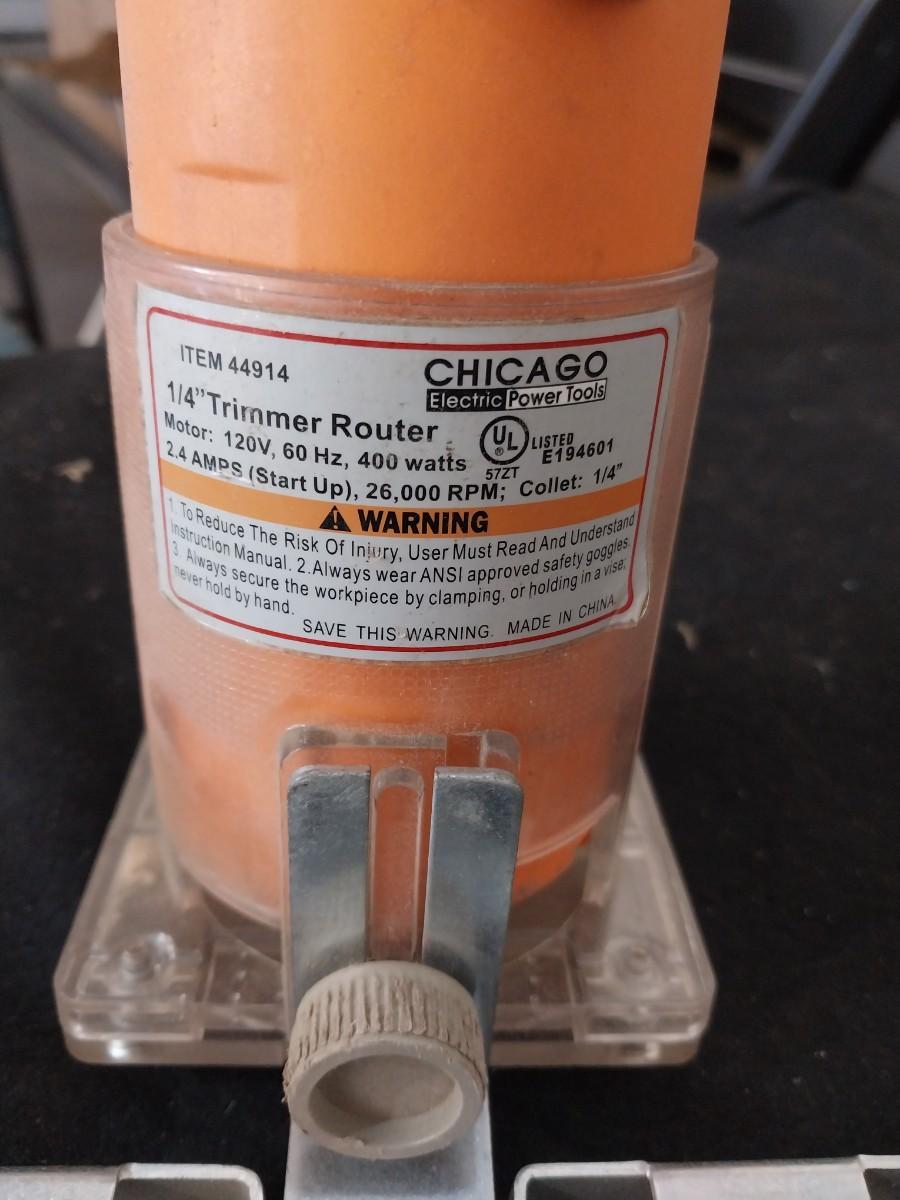 ITEM 44914
CHICAGO
Electric Power Tools
1/4” Trimmer Router
Motor: 120V, 60 Hz, 400 watts
2.4 AMPS (Start Up), 26,000 RPM; Collet: 1/4”
UL
®
LISTED
E194601
57ZT
WARNING
1. To Reduce The Risk Of Injury, User Must Read And Understand
Instruction Manual. 2.Always wear ANSI approved safety goggles.
3. Always secure the workpiece by clamping, or holding in a vise;
never hold by hand.
SAVE THIS WARNING. MADE IN CHINA.